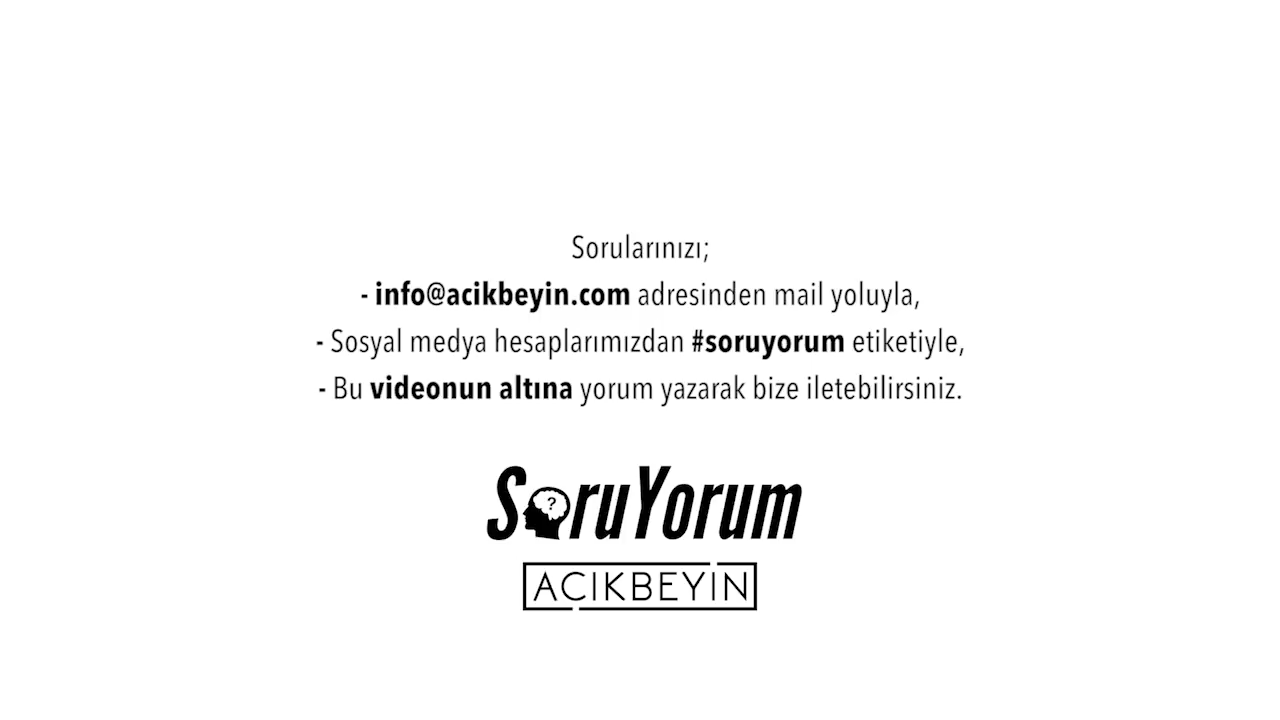 Sorularınızı;
- info@acikbeyin.com adresinden mail yoluyla,
- Sosyal medya hesaplarımızdan #soruyorum etiketiyle,
- Bu videonun altına yorum yazarak bize iletebilirsiniz.
SoruYorum
AÇIKBEYİN